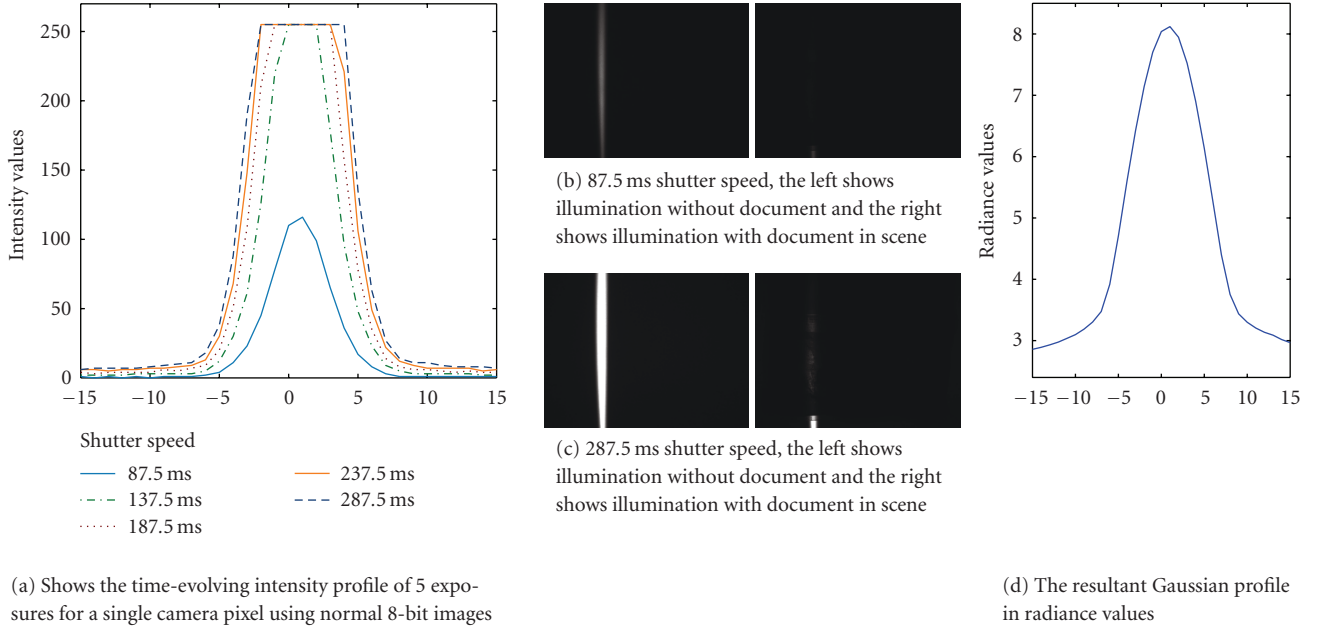 250
200
150
100
50
0
Intensity values
−15 −10 −5 0 5 10 15
Shutter speed
87.5 ms
137.5 ms
187.5 ms
237.5 ms
287.5 ms
(a) Shows the time-evolving intensity profile of 5 expo-
sures for a single camera pixel using normal 8-bit images
(b) 87.5 ms shutter speed, the left shows
illumination without document and the right
shows illumination with document in scene
(c) 287.5 ms shutter speed, the left shows
illumination without document and the right
shows illumination with document in scene
8
7
6
5
4
3
Radiance values
−15 −10 −5 0 5 10 15
(d) The resultant Gaussian profile
in radiance values